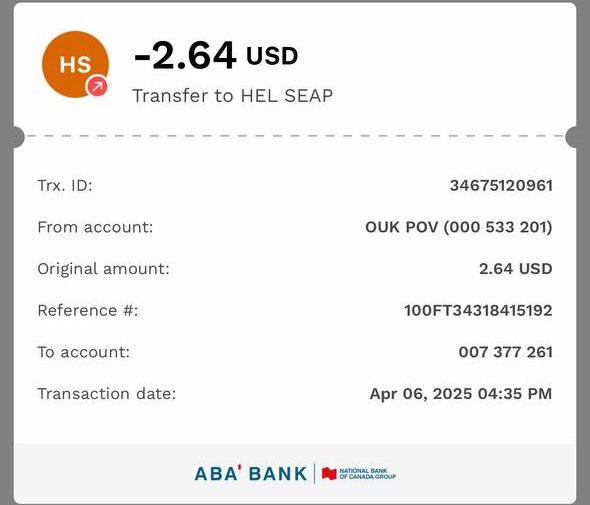 HS
-2.64 USD
Transfer to HEL SEAP
Trx. ID: 34675120961
From account: OUK POV (000 533 201)
Original amount: 2.64 USD
Reference #: 100FT34318415192
To account: 007 377 261
Transaction date: Apr 06, 2025 04:35 PM
ABA' BANK NATIONAL BANK
OF CANADA GROUP